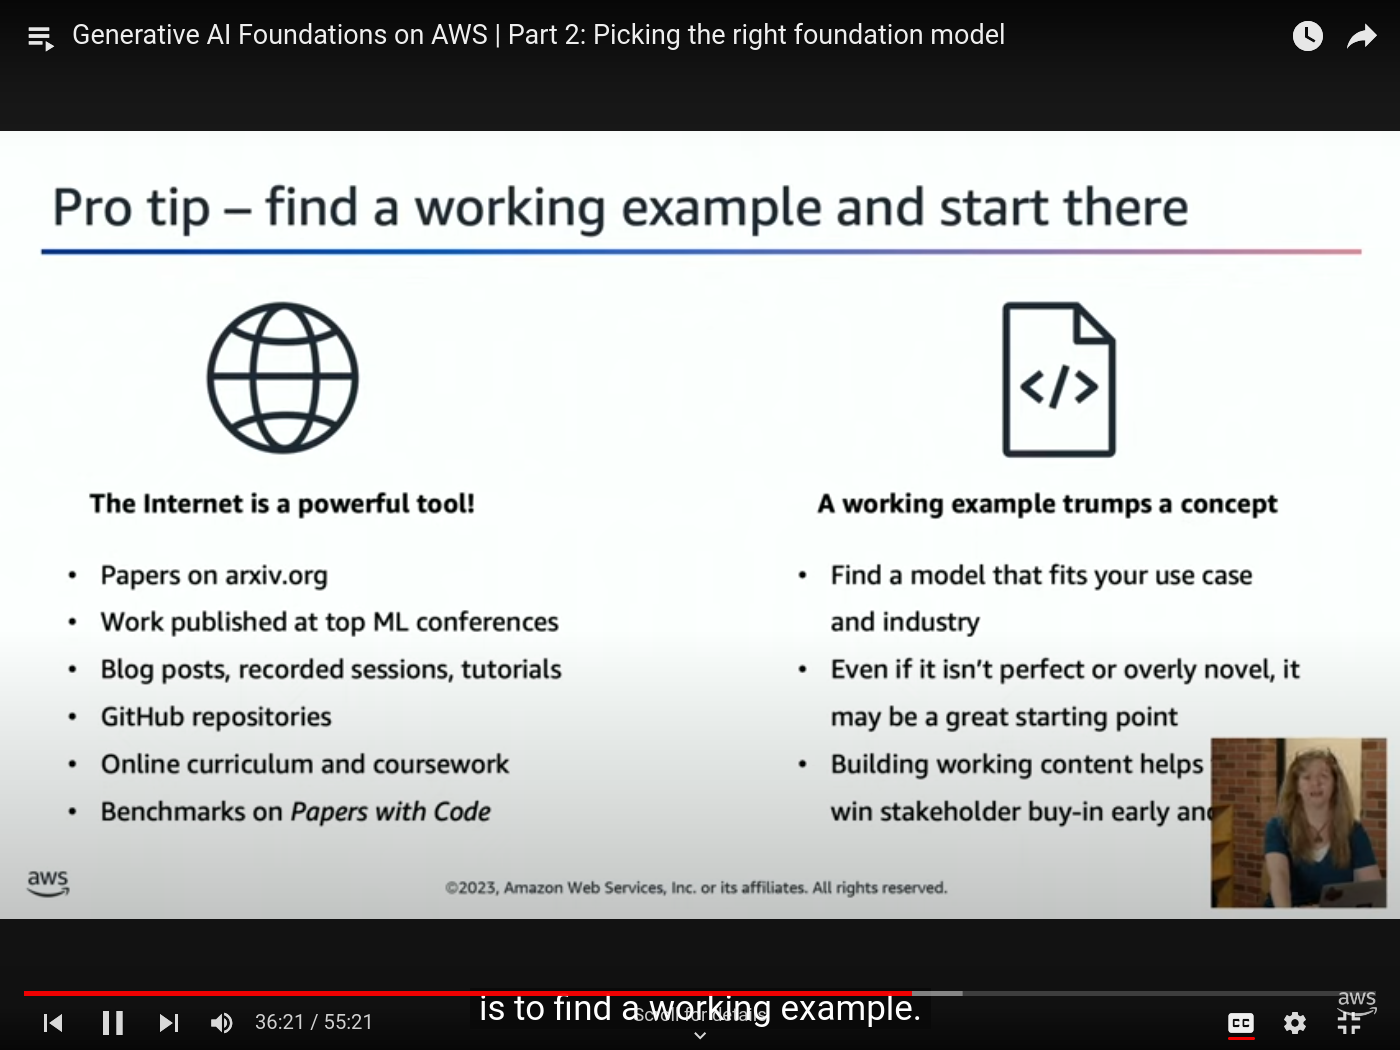 Generative AI Foundations on AWS | Part 2: Picking the right foundation model
Pro tip – find a working example and start there
</>
The Internet is a powerful tool!
• Papers on arxiv.org
• Work published at top ML conferences
• Blog posts, recorded sessions, tutorials
• GitHub repositories
• Online curriculum and coursework
• Benchmarks on Papers with Code
A working example trumps a concept
• Find a model that fits your use case
and industry
• Even if it isn’t perfect or overly novel, it
may be a great starting point
• Building working content helps
win stakeholder buy-in early and
aws
©2023, Amazon Web Services, Inc. or its affiliates. All rights reserved.
is to find a working example.
Scroll for details
36:21 / 55:21
CC
aws